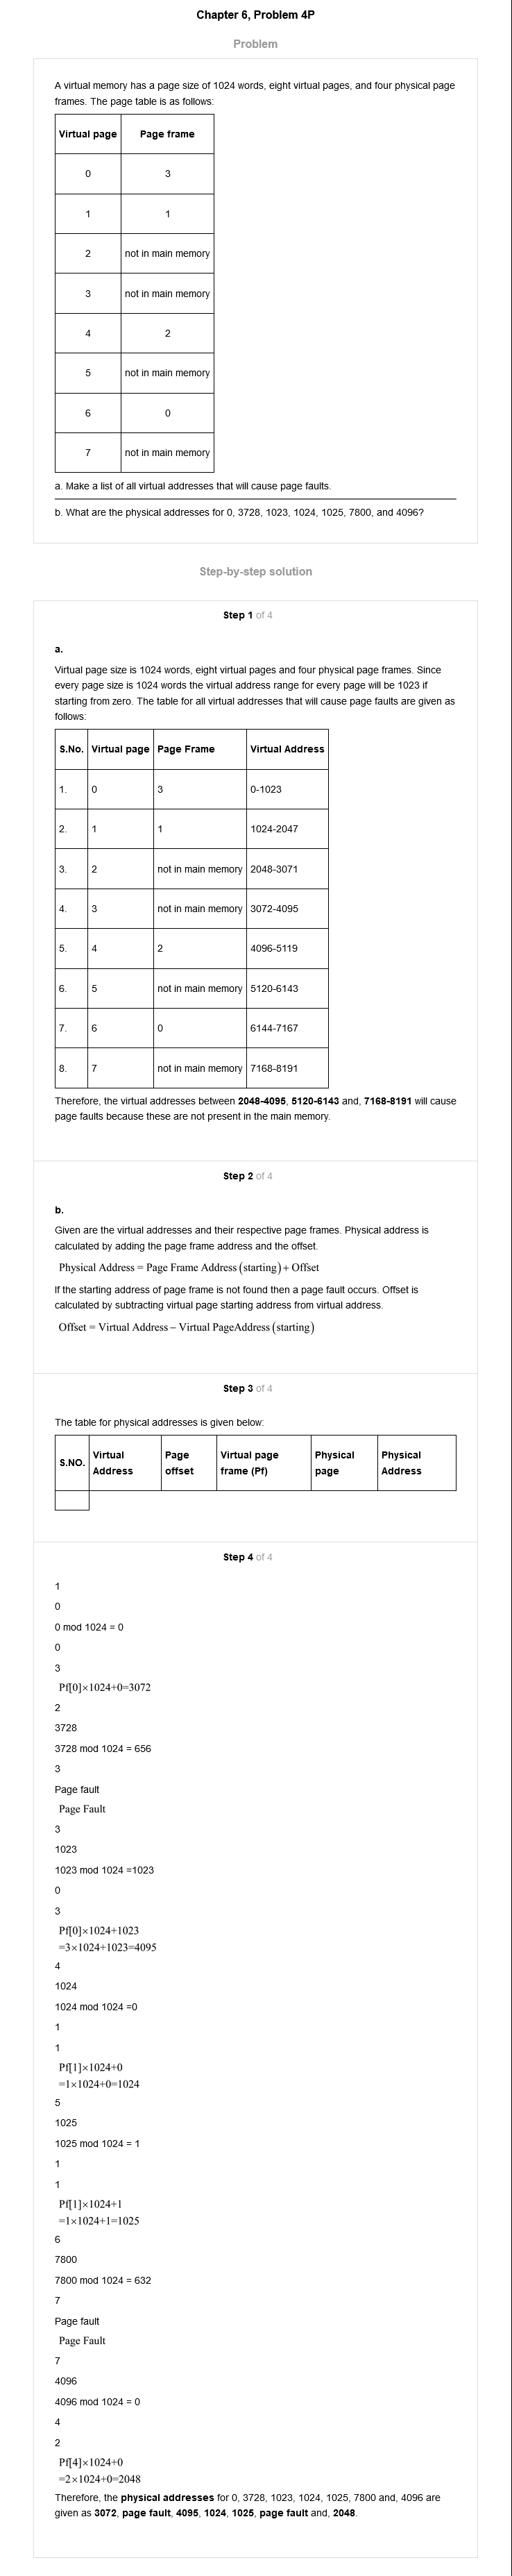 Chapter 6, Problem 4P
Problem
A virtual memory has a page size of 1024 words, eight virtual pages, and four physical page
frames. The page table is as follows:
Virtual page Page frame
0 3
1 1
2 not in main memory
3 not in main memory
4 2
5 not in main memory
6 0
7 not in main memory
a. Make a list of all virtual addresses that will cause page faults.
b. What are the physical addresses for 0, 3728, 1023, 1024, 1025, 7800, and 4096?
Step-by-step solution
Step 1 of 4
a.
Virtual page size is 1024 words, eight virtual pages and four physical page frames. Since
every page size is 1024 words the virtual address range for every page will be 1023 if
starting from zero. The table for all virtual addresses that will cause page faults are given as
follows:
S.No. Virtual page Page Frame Virtual Address
1. 0 3 0-1023
2. 1 1 1024-2047
3. 2 not in main memory 2048-3071
4. 3 not in main memory 3072-4095
5. 4 2 4096-5119
6. 5 not in main memory 5120-6143
7. 6 0 6144-7167
8. 7 not in main memory 7168-8191
Therefore, the virtual addresses between 2048-4095, 5120-6143 and, 7168-8191 will cause
page faults because these are not present in the main memory.
Step 2 of 4
b.
Given are the virtual addresses and their respective page frames. Physical address is
calculated by adding the page frame address and the offset.
Physical Address = Page Frame Address (starting) + Offset
If the starting address of page frame is not found then a page fault occurs. Offset is
calculated by subtracting virtual page starting address from virtual address.
Offset = Virtual Address – Virtual PageAddress (starting)
Step 3 of 4
The table for physical addresses is given below:
S.NO. Virtual Address Page offset Virtual page frame (Pf) Physical page Physical Address
Step 4 of 4
1
0
0 mod 1024 = 0
0
3
Pf[0]×1024+0=3072
2
3728
3728 mod 1024 = 656
3
Page fault
Page Fault
3
1023
1023 mod 1024 =1023
0
3
Pf[0]×1024+1023
=3×1024+1023=4095
4
1024
1024 mod 1024 =0
1
1
Pf[1]×1024+0
=1×1024+0=1024
5
1025
1025 mod 1024 = 1
1
1
Pf[1]×1024+1
=1×1024+1=1025
6
7800
7800 mod 1024 = 632
7
Page fault
Page Fault
7
4096
4096 mod 1024 = 0
4
2
Pf[4]×1024+0
=2×1024+0=2048
Therefore, the physical addresses for 0, 3728, 1023, 1024, 1025, 7800 and, 4096 are
given as 3072, page fault, 4095, 1024, 1025, page fault and, 2048.